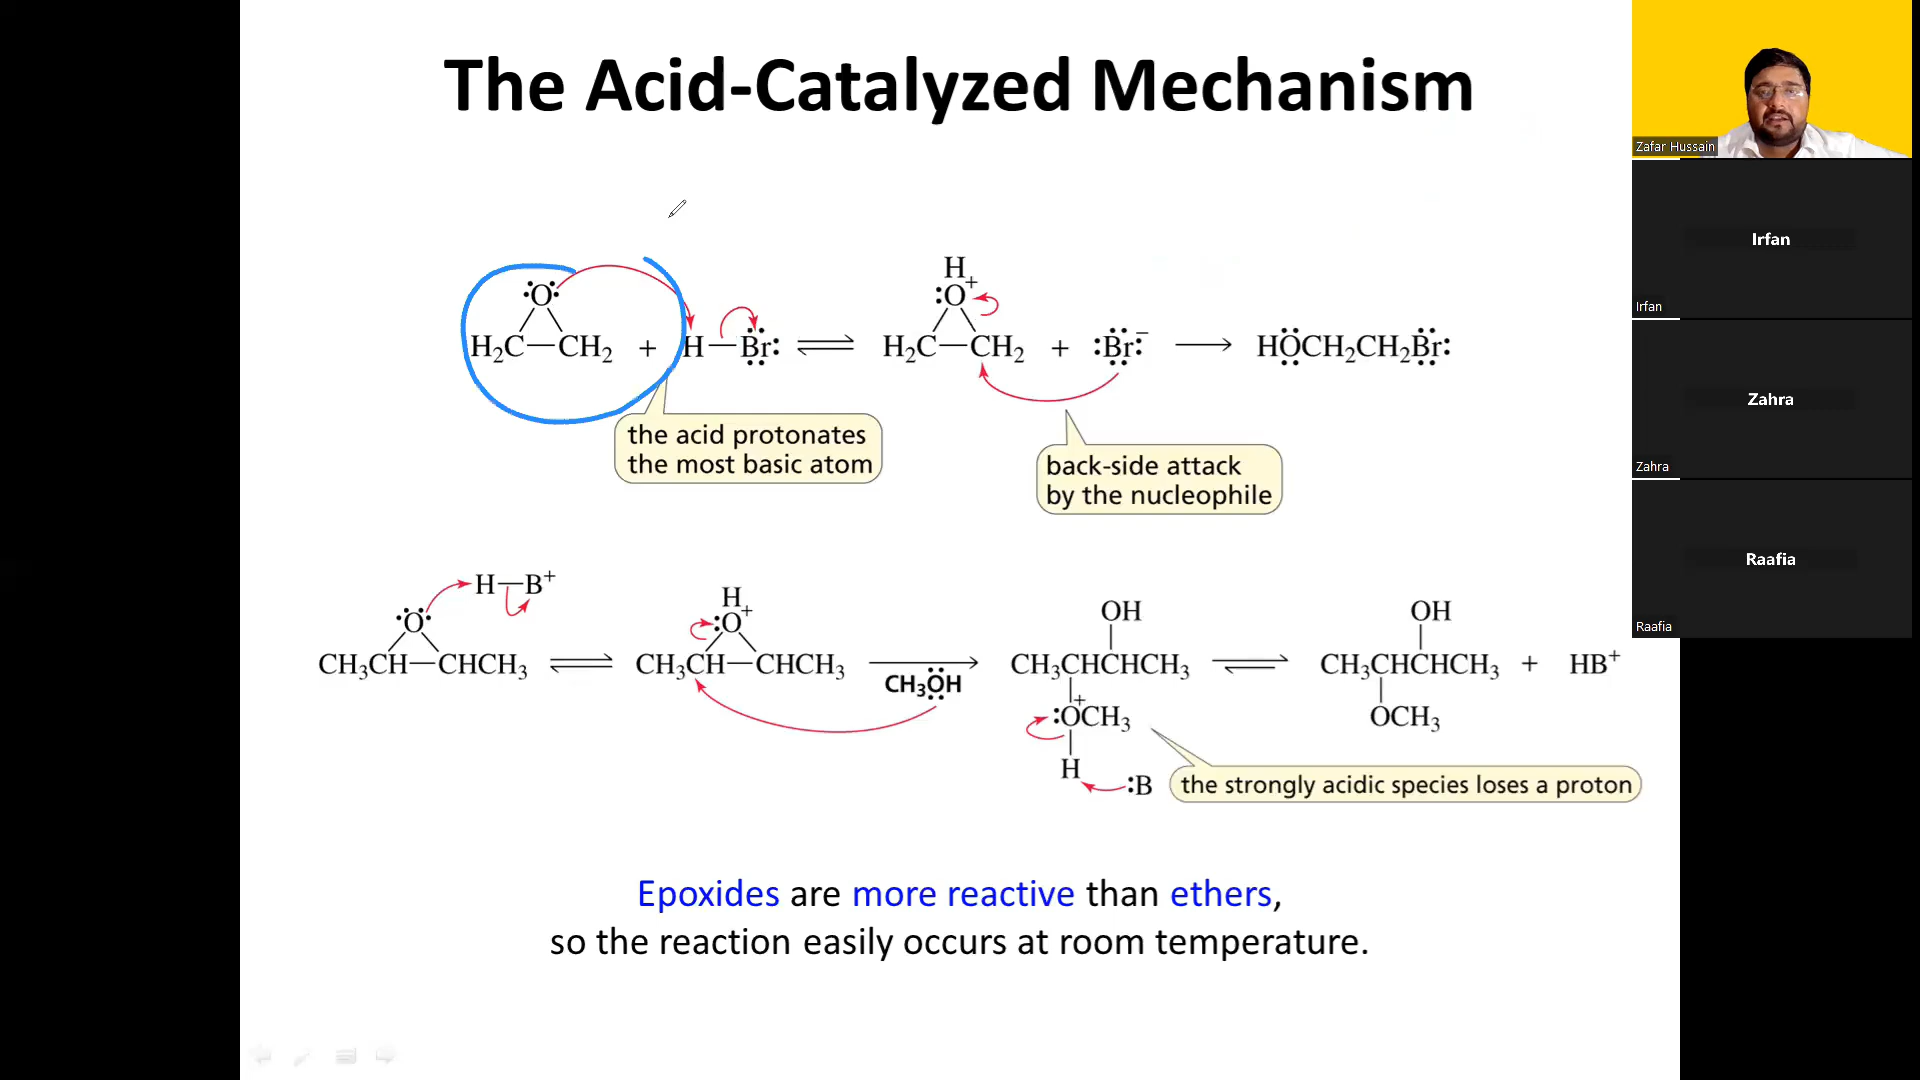 The Acid-Catalyzed Mechanism
Zafar Hussain
Irfan
Irfan
Zahra
Zahra
Raafia
Raafia
H
:O+
:O:
H₂C—CH₂ + H—Br: ⇌ H₂C—CH₂ + :Br:⁻ → HOCH₂CH₂Br:
the acid protonates
the most basic atom
back-side attack
by the nucleophile
H—B⁺
H
:O+
:O:
OH
OH
CH₃CH—CHCH₃ ⇌ CH₃CH—CHCH₃ → CH₃CHCHCH₃ ⇌ CH₃CHCHCH₃ + HB⁺
CH₃OH
+
:OCH₃
OCH₃
H
:B
the strongly acidic species loses a proton
Epoxides are more reactive than ethers,
so the reaction easily occurs at room temperature.